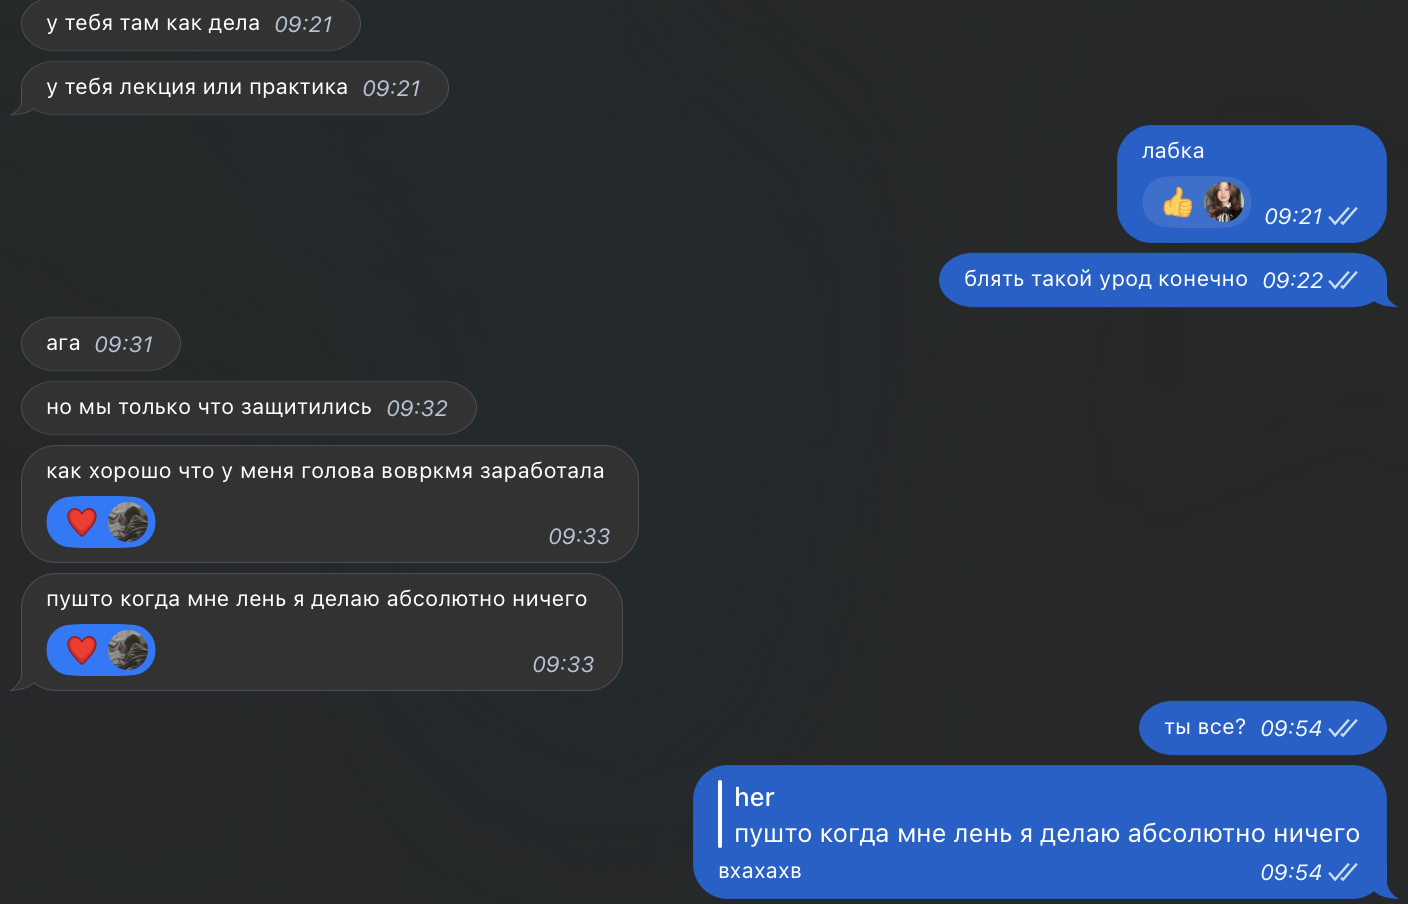 у тебя там как дела 09:21
у тебя лекция или практика 09:21
лабка
09:21
блять такой урод конечно 09:22
ага 09:31
но мы только что защитились 09:32
как хорошо что у меня голова вовркмя заработала
09:33
пушто когда мне лень я делаю абсолютно ничего
09:33
ты все? 09:54
her
пушто когда мне лень я делаю абсолютно ничего
вхахахв 09:54